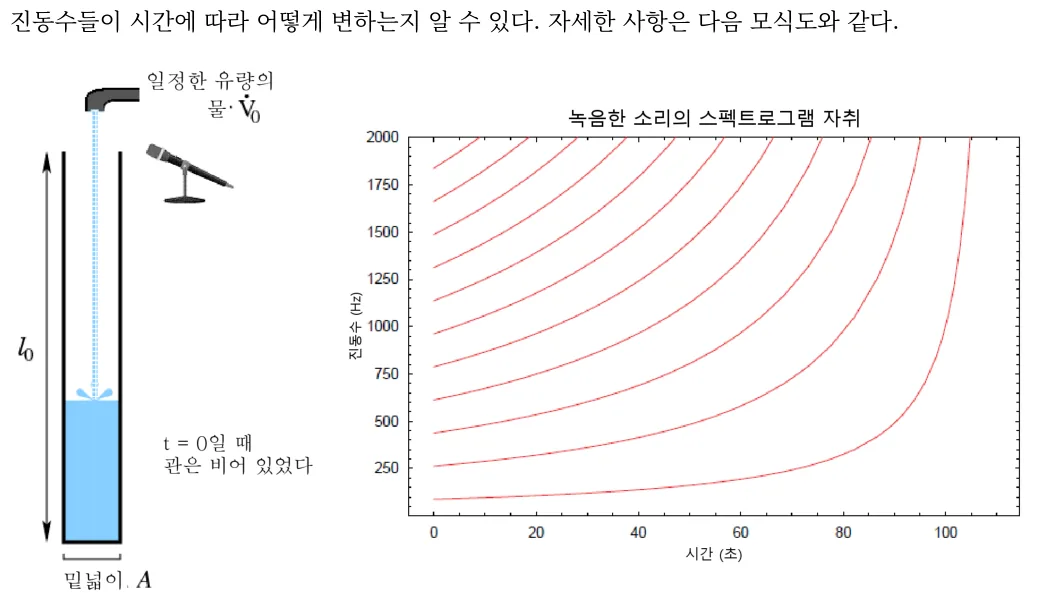 진동수들이 시간에 따라 어떻게 변하는지 알 수 있다. 자세한 사항은 다음 모식도와 같다.
일정한 유량의
물· V̇0
l0
t = 0일 때
관은 비어 있었다
밑넓이. A
녹음한 소리의 스펙트로그램 자취
2000
1750
1500
1250
1000
750
500
250
진동수 (Hz)
0 20 40 60 80 100
시간 (초)